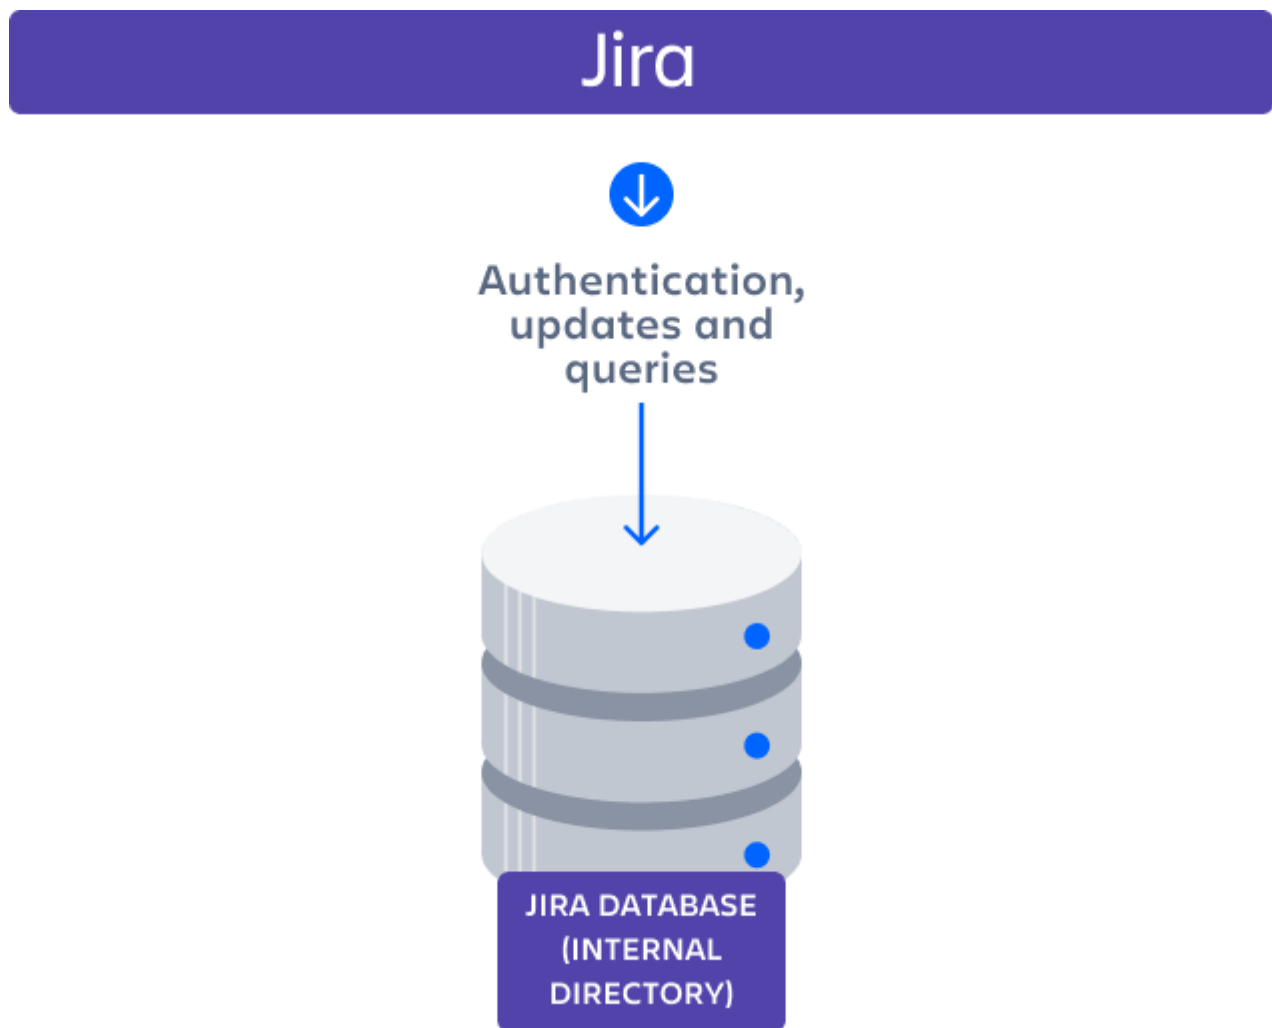 Jira
Authentication,
updates and
queries
JIRA DATABASE
(INTERNAL
DIRECTORY)